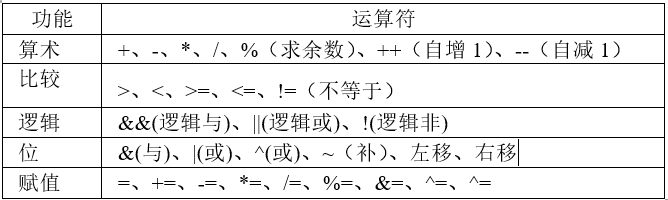 功能 运算符
算术 +、-、*、/、%（求余数）、++（自增 1）、--（自减 1）
比较 >、<、>=、<=、!=（不等于）
逻辑 &&(逻辑与)、||(逻辑或)、!(逻辑非)
位 &(与)、|(或)、^(或)、~（补）、左移、右移
赋值 =、+=、-=、*=、/=、%=、&=、^=、^=